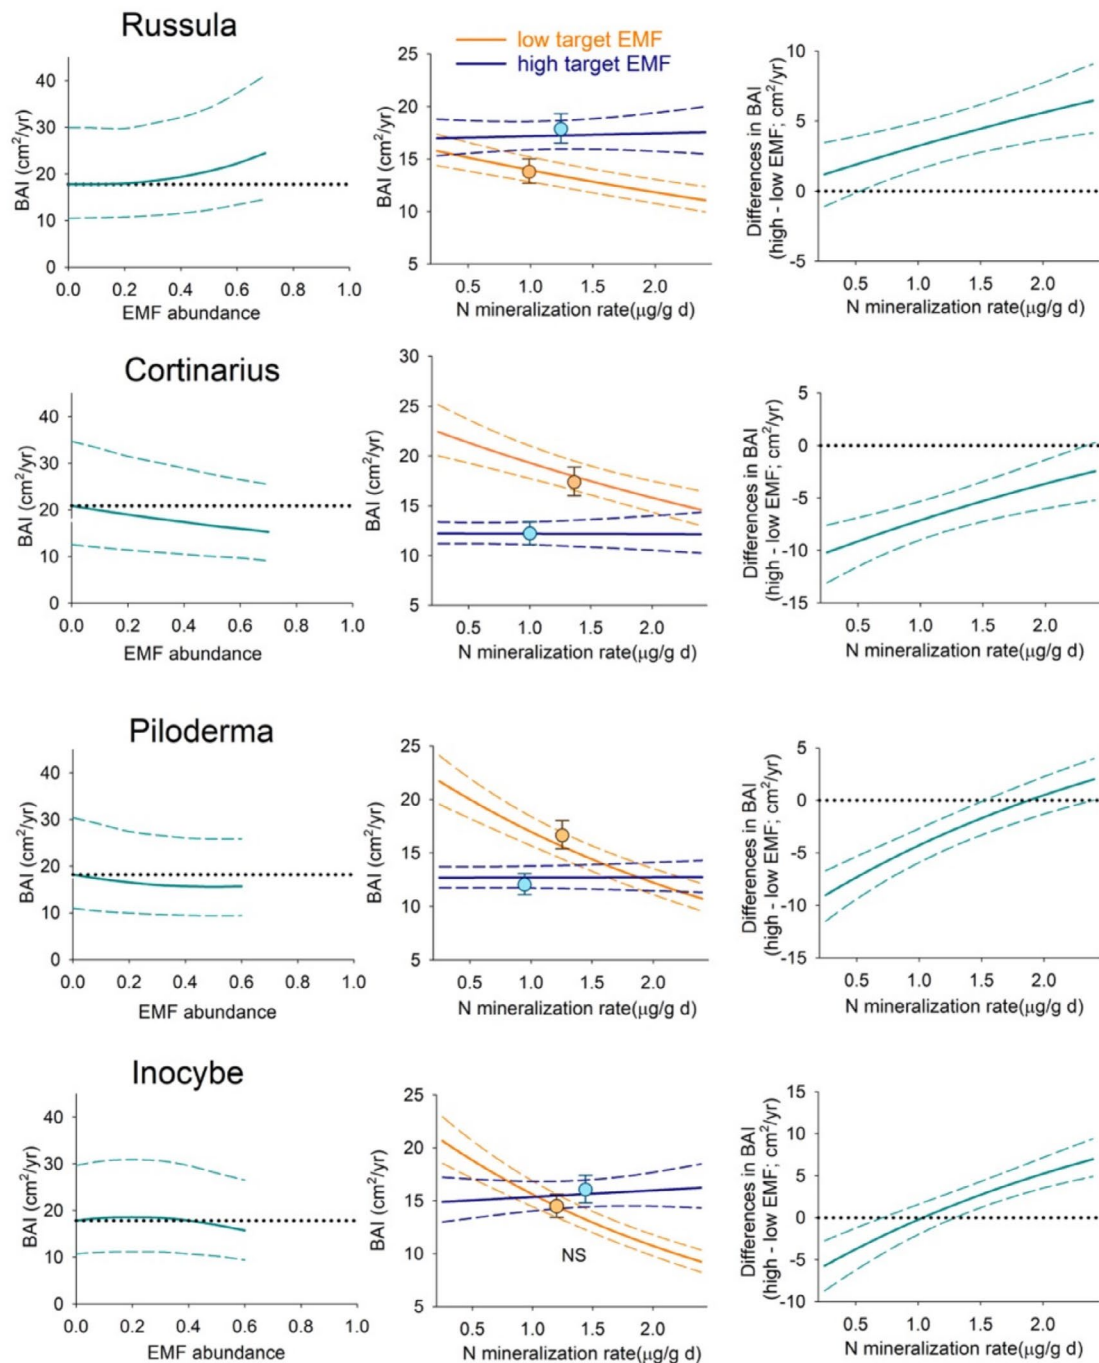 Russula
low target EMF
high target EMF
BAI (cm²/yr)
40
30
20
10
0
0.0 0.2 0.4 0.6 0.8 1.0
EMF abundance
BAI (cm²/yr)
25
20
15
10
5
0.5 1.0 1.5 2.0
N mineralization rate(μg/g d)
Differences in BAI
(high - low EMF; cm²/yr)
10
5
0
-5
0.5 1.0 1.5 2.0
N mineralization rate(μg/g d)
Cortinarius
BAI (cm²/yr)
40
30
20
10
0
0.0 0.2 0.4 0.6 0.8 1.0
EMF abundance
BAI (cm²/yr)
30
25
20
15
10
5
0.5 1.0 1.5 2.0
N mineralization rate(μg/g d)
Differences in BAI
(high - low EMF; cm²/yr)
5
0
-5
-10
-15
0.5 1.0 1.5 2.0
N mineralization rate(μg/g d)
Piloderma
BAI (cm²/yr)
40
30
20
10
0
0.0 0.2 0.4 0.6 0.8 1.0
EMF abundance
BAI (cm²/yr)
25
20
15
10
5
0.5 1.0 1.5 2.0
N mineralization rate(μg/g d)
Differences in BAI
(high - low EMF; cm²/yr)
5
0
-5
-10
-15
0.5 1.0 1.5 2.0
N mineralization rate(μg/g d)
Inocybe
BAI (cm²/yr)
40
30
20
10
0
0.0 0.2 0.4 0.6 0.8 1.0
EMF abundance
BAI (cm²/yr)
25
20
15
10
5
NS
0.5 1.0 1.5 2.0
N mineralization rate(μg/g d)
Differences in BAI
(high - low EMF; cm²/yr)
15
10
5
0
-5
-10
0.5 1.0 1.5 2.0
N mineralization rate(μg/g d)